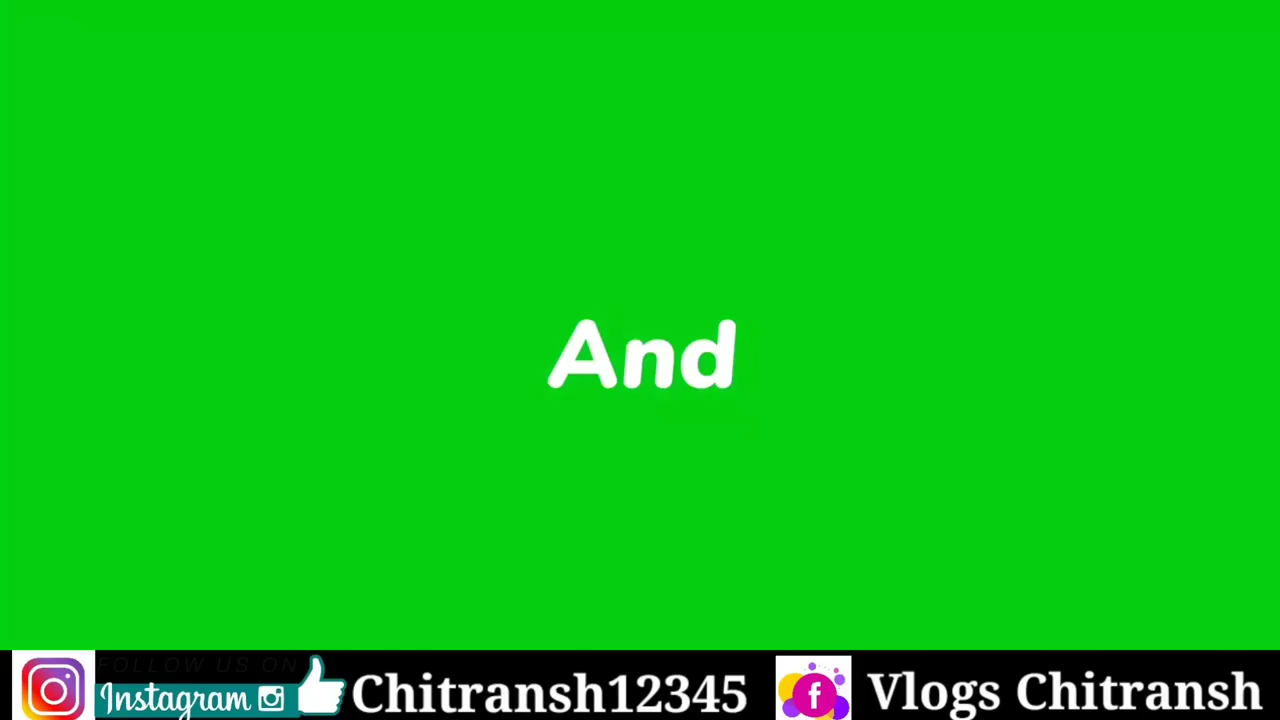 And
FOLLOW US ON
Instagram
Chitransh12345
f
Vlogs Chitransh